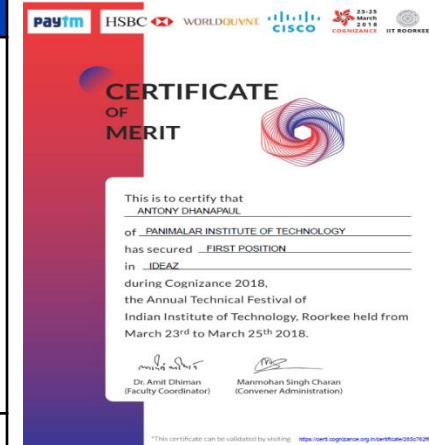 Paytm HSBC WORLDQUANT CISCO 23-25 March 2018 COGNIZANCE IIT ROORKEE
CERTIFICATE
OF
MERIT
This is to certify that
ANTONY DHANAPAUL
of PANIMALAR INSTITUTE OF TECHNOLOGY
has secured FIRST POSITION
in IDEAZ
during Cognizance 2018,
the Annual Technical Festival of
Indian Institute of Technology, Roorkee held from
March 23rd to March 25th 2018.
Dr. Amit Dhiman Manmohan Singh Charan
(Faculty Coordinator) (Convener Administration)
*This certificate can be validated by visiting